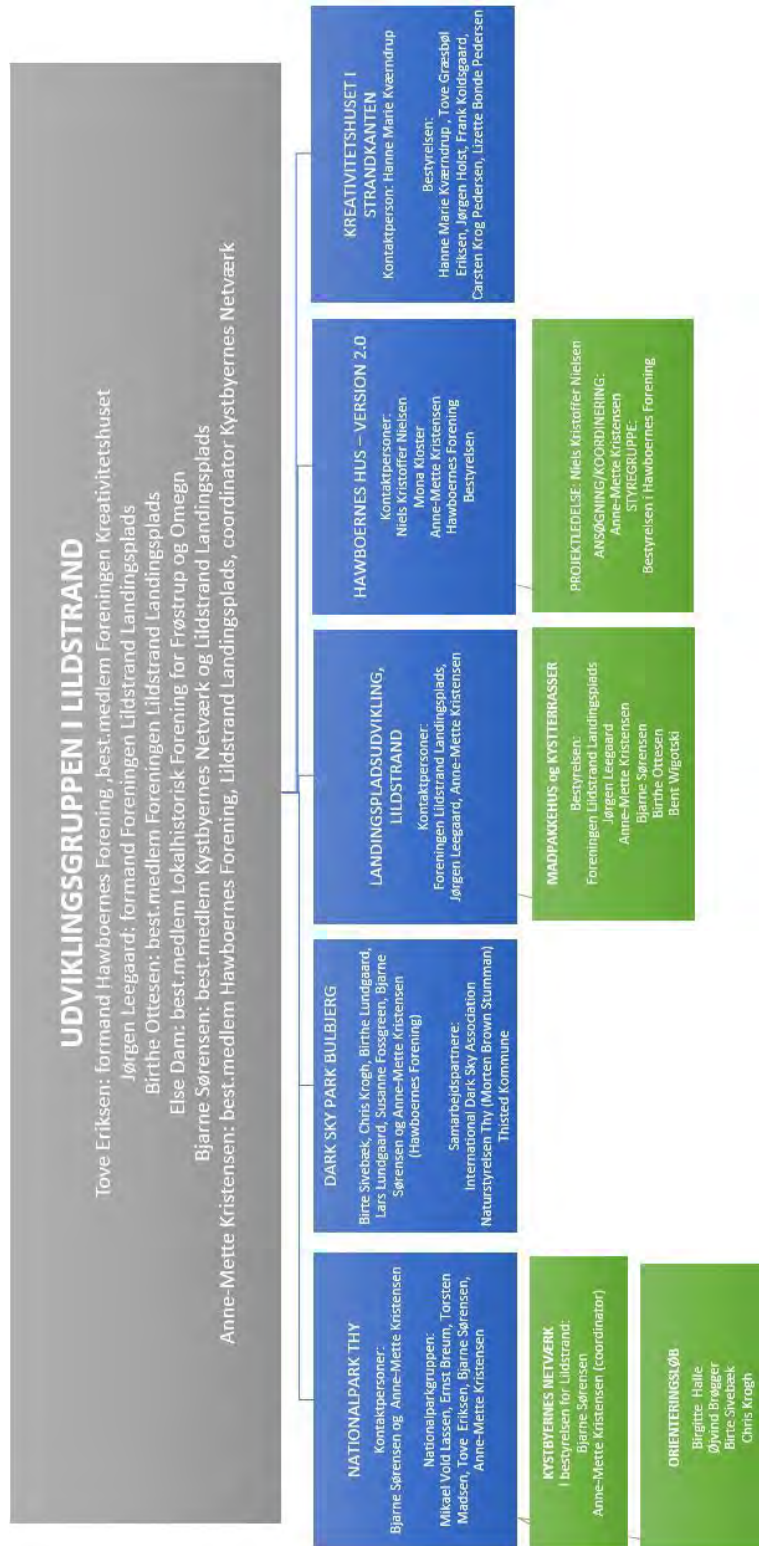 UDVIKLINGSGRUPPEN I LILDSTRAND
Tove Eriksen: formand Hawboernes Forening, best.medlem Foreningen Kreativitetshuset
Jørgen Leegaard: formand Foreningen Lildstrand Landingsplads
Birthe Ottesen: best.medlem Foreningen Lildstrand Landingsplads
Else Dam: best.medlem Lokalhistorisk Forening for Frøstrup og Omegn
Bjarne Sørensen: best.medlem Kystbyernes Netværk og Lildstrand Landingsplads
Anne-Mette Kristensen: best.medlem Hawboernes Forening, Lildstrand Landingsplads, coordinator Kystbyernes Netværk
NATIONALPARK THY
Kontaktpersoner:
Bjarne Sørensen og Anne-Mette Kristensen
Nationalparkgruppen:
Mikael Vold Lassen, Ernst Breum, Torsten
Madsen, Tove Eriksen, Bjarne Sørensen,
Anne-Mette Kristensen
KYSTBYERNES NETVÆRK
I bestyrelsen for Lildstrand:
Bjarne Sørensen
Anne-Mette Kristensen (coordinator)
ORIENTERINGSLØB
Birgitte Halle
Øjvind Brøgger
Birte Sivebæk
Chris Krogh
DARK SKY PARK BULBJERG
Birte Sivebæk, Chris Krogh, Birthe Lundgaard,
Lars Lundgaard, Susanne Fossgreen, Bjarne
Sørensen og Anne-Mette Kristensen
(Hawboernes Forening)
Samarbejdspartnere:
International Dark Sky Association
Naturstyrelsen Thy (Morten Brown Stumman)
Thisted Kommune
LANDINGSPLADSUDVIKLING,
LILDSTRAND
Kontaktpersoner:
Foreningen Lildstrand Landingsplads,
Jørgen Leegaard, Anne-Mette Kristensen
MADPAKKEHUS og KYSTTERRASSER
Bestyrelsen:
Foreningen Lildstrand Landingsplads
Jørgen Leegaard
Anne-Mette Kristensen
Bjarne Sørensen
Birthe Ottesen
Bent Wigotski
HAWBOERNES HUS – VERSION 2.0
Kontaktpersoner:
Niels Kristoffer Nielsen
Mona Kloster
Anne-Mette Kristensen
Hawboernes Forening
Bestyrelsen
PROJEKTLEDELSE: Niels Kristoffer Nielsen
ANSØGNING/KOORDINERING:
Anne-Mette Kristensen
STYREGRUPPE:
Bestyrelsen i Hawboernes Forening
KREATIVITETSHUSET I
STRANDKANTEN
Kontaktperson: Hanne Marie Kværndrup
Bestyrelsen:
Hanne Marie Kværndrup , Tove Græsbøl
Eriksen, Jørgen Holst, Frank Koldsgaard,
Carsten Krog Pedersen, Lizette Bonde Pedersen